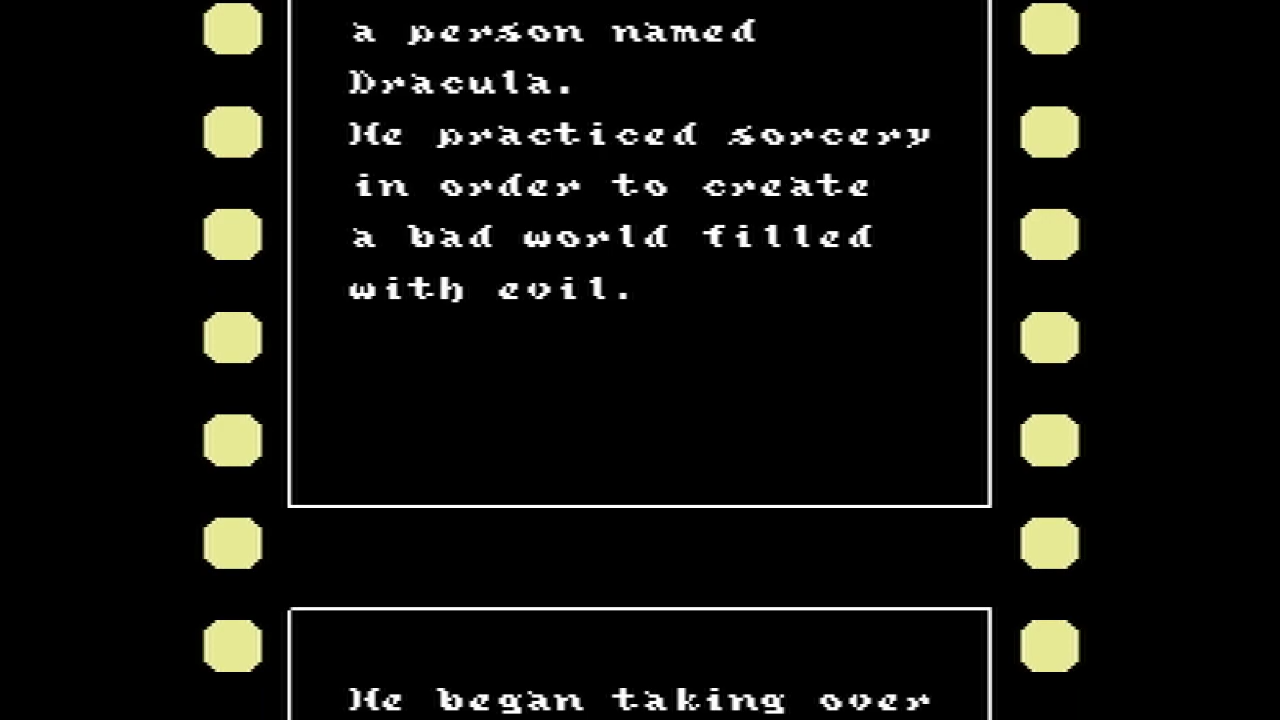 a person named
Dracula.
He practiced sorcery
in order to create
a bad world filled
with evil.
He began taking over